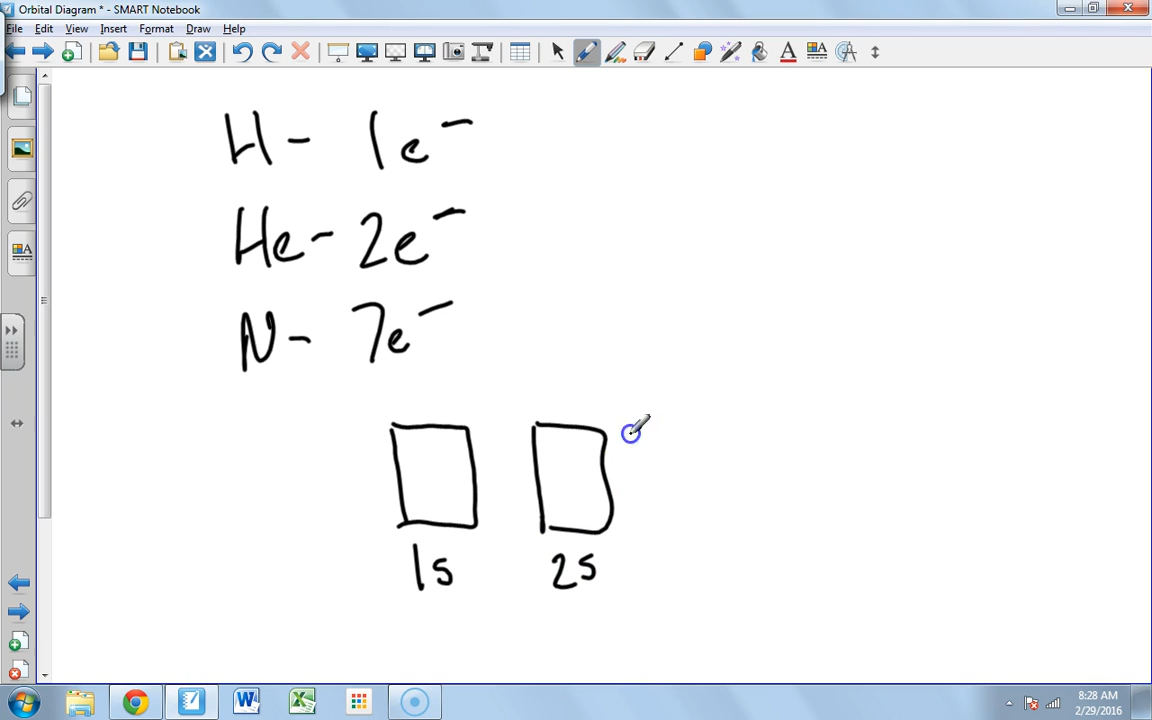 Orbital Diagram * - SMART Notebook
File Edit View Insert Format Draw Help
H - 1e⁻
He - 2e⁻
N - 7e⁻
1s 2s
8:28 AM
2/29/2016